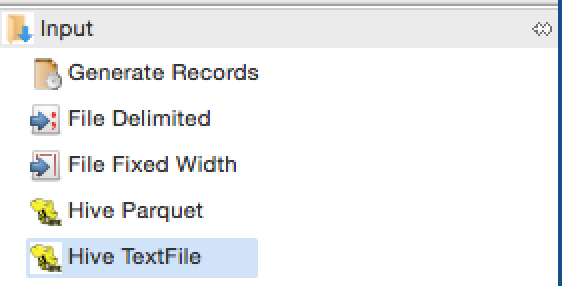 Input
Generate Records
File Delimited
File Fixed Width
Hive Parquet
Hive TextFile